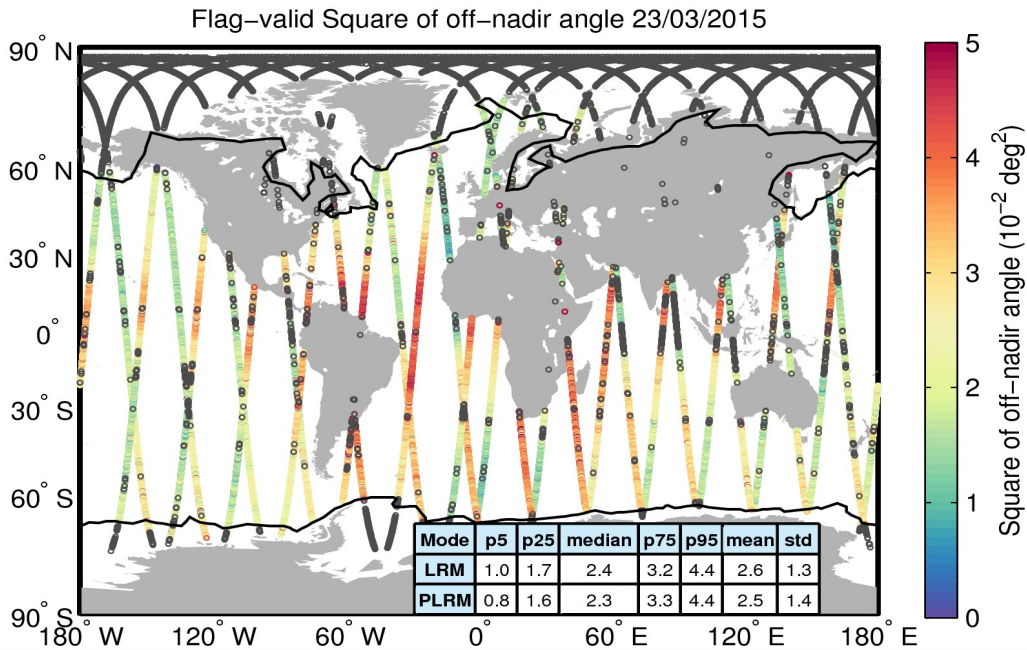 Flag−valid Square of off−nadir angle 23/03/2015
90° N
60° N
30° N
0°
30° S
60° S
90° S
180° W
120° W
60° W
0°
60° E
120° E
180° E
Mode p5 p25 median p75 p95 mean std
LRM 1.0 1.7 2.4 3.2 4.4 2.6 1.3
PLRM 0.8 1.6 2.3 3.3 4.4 2.5 1.4
5
4
3
2
1
0
Square of off−nadir angle (10⁻² deg²)